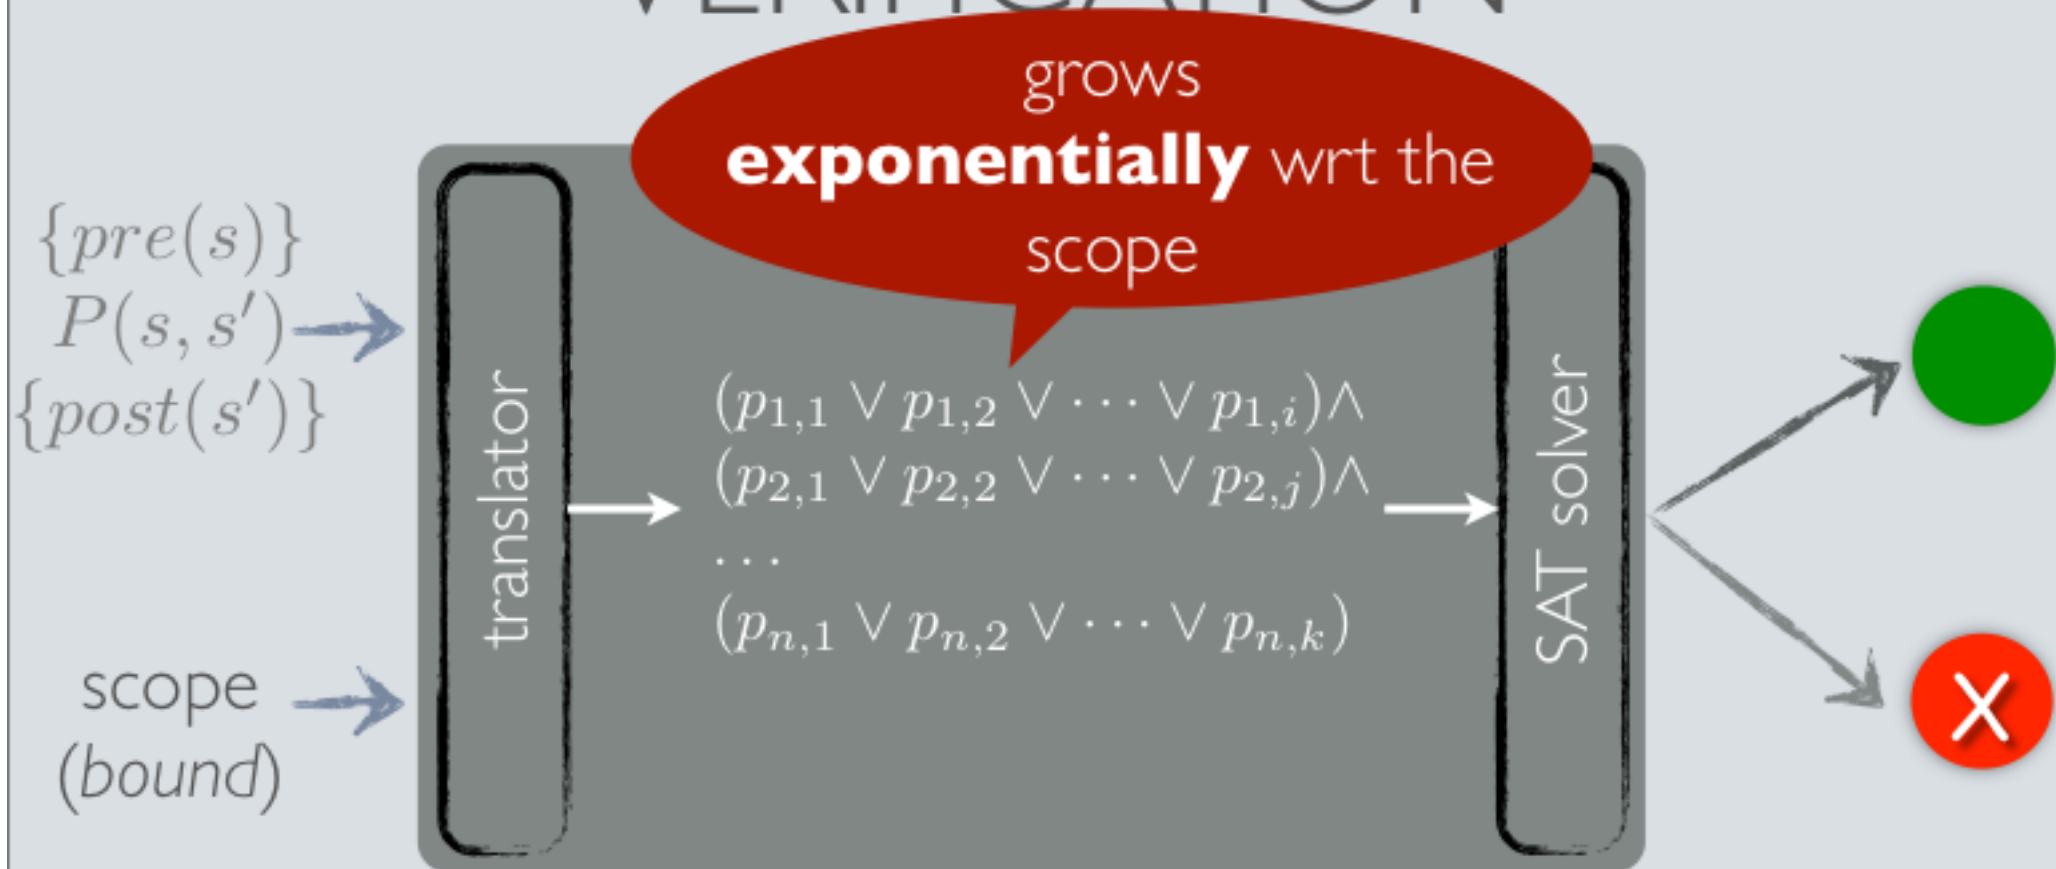 VERIFICATION
grows
exponentially wrt the
scope
{pre(s)}
P(s, s′)
{post(s′)}
scope
(bound)
translator
(p₁,₁ ∨ p₁,₂ ∨ ⋯ ∨ p₁,ᵢ)∧
(p₂,₁ ∨ p₂,₂ ∨ ⋯ ∨ p₂,ⱼ)∧
⋯
(pₙ,₁ ∨ pₙ,₂ ∨ ⋯ ∨ pₙ,ₖ)
SAT solver
X